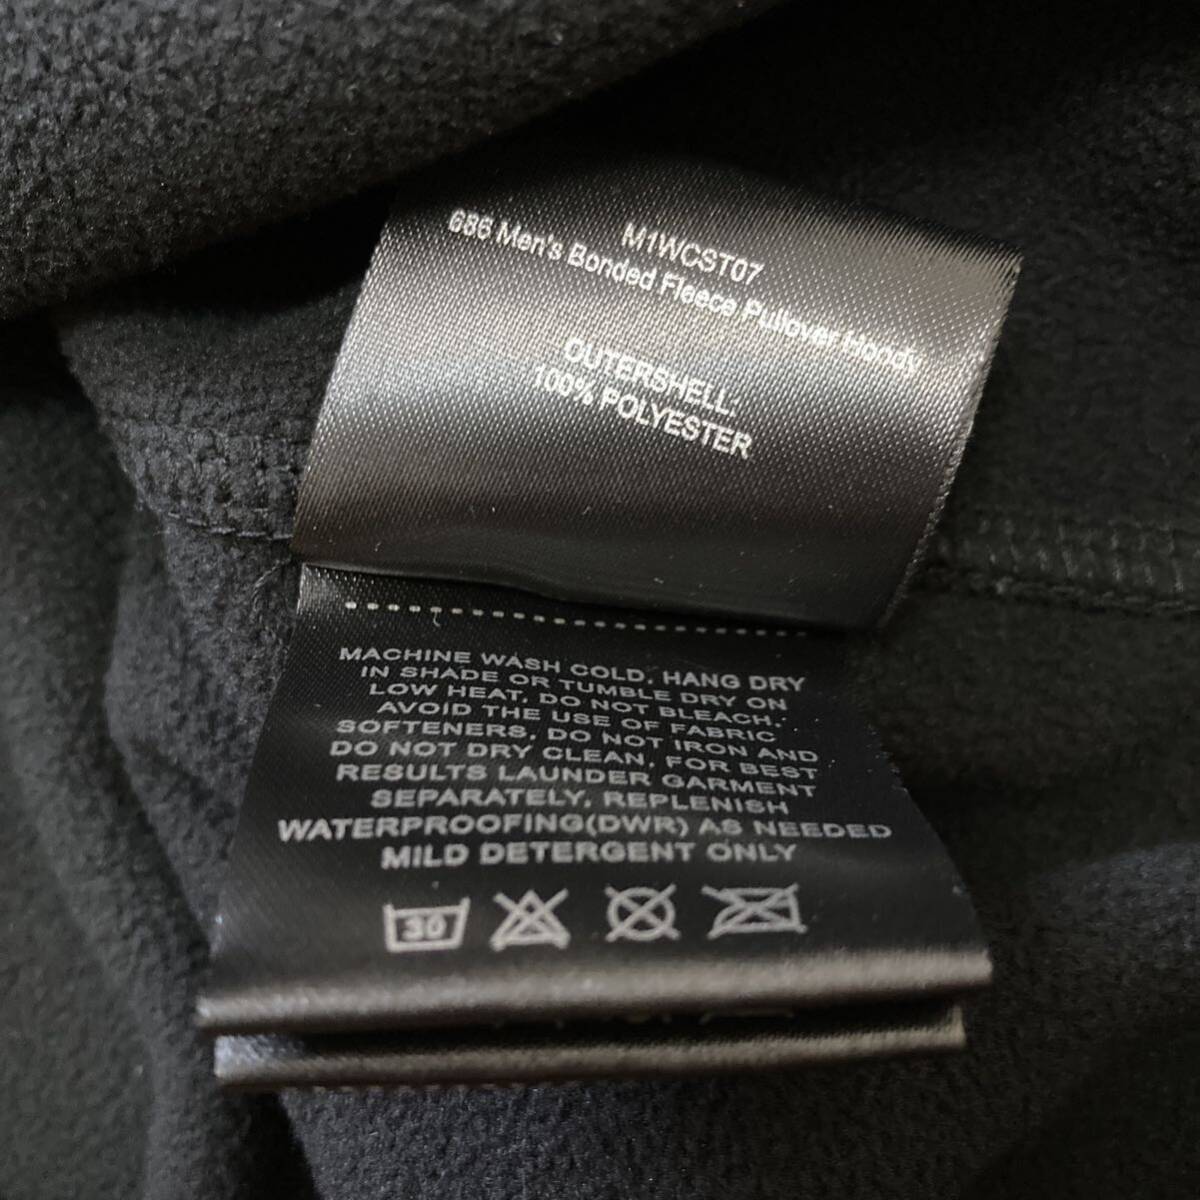 M1WCST07
686 Men's Bonded Fleece Pullover Hoody
OUTERSHELL:
100% POLYESTER
MACHINE WASH COLD, HANG DRY
IN SHADE OR TUMBLE DRY ON
LOW HEAT, DO NOT BLEACH,
AVOID THE USE OF FABRIC
SOFTENERS, DO NOT IRON AND
DO NOT DRY CLEAN, FOR BEST
RESULTS LAUNDER GARMENT
SEPARATELY, REPLENISH
WATERPROOFING(DWR) AS NEEDED
MILD DETERGENT ONLY
30